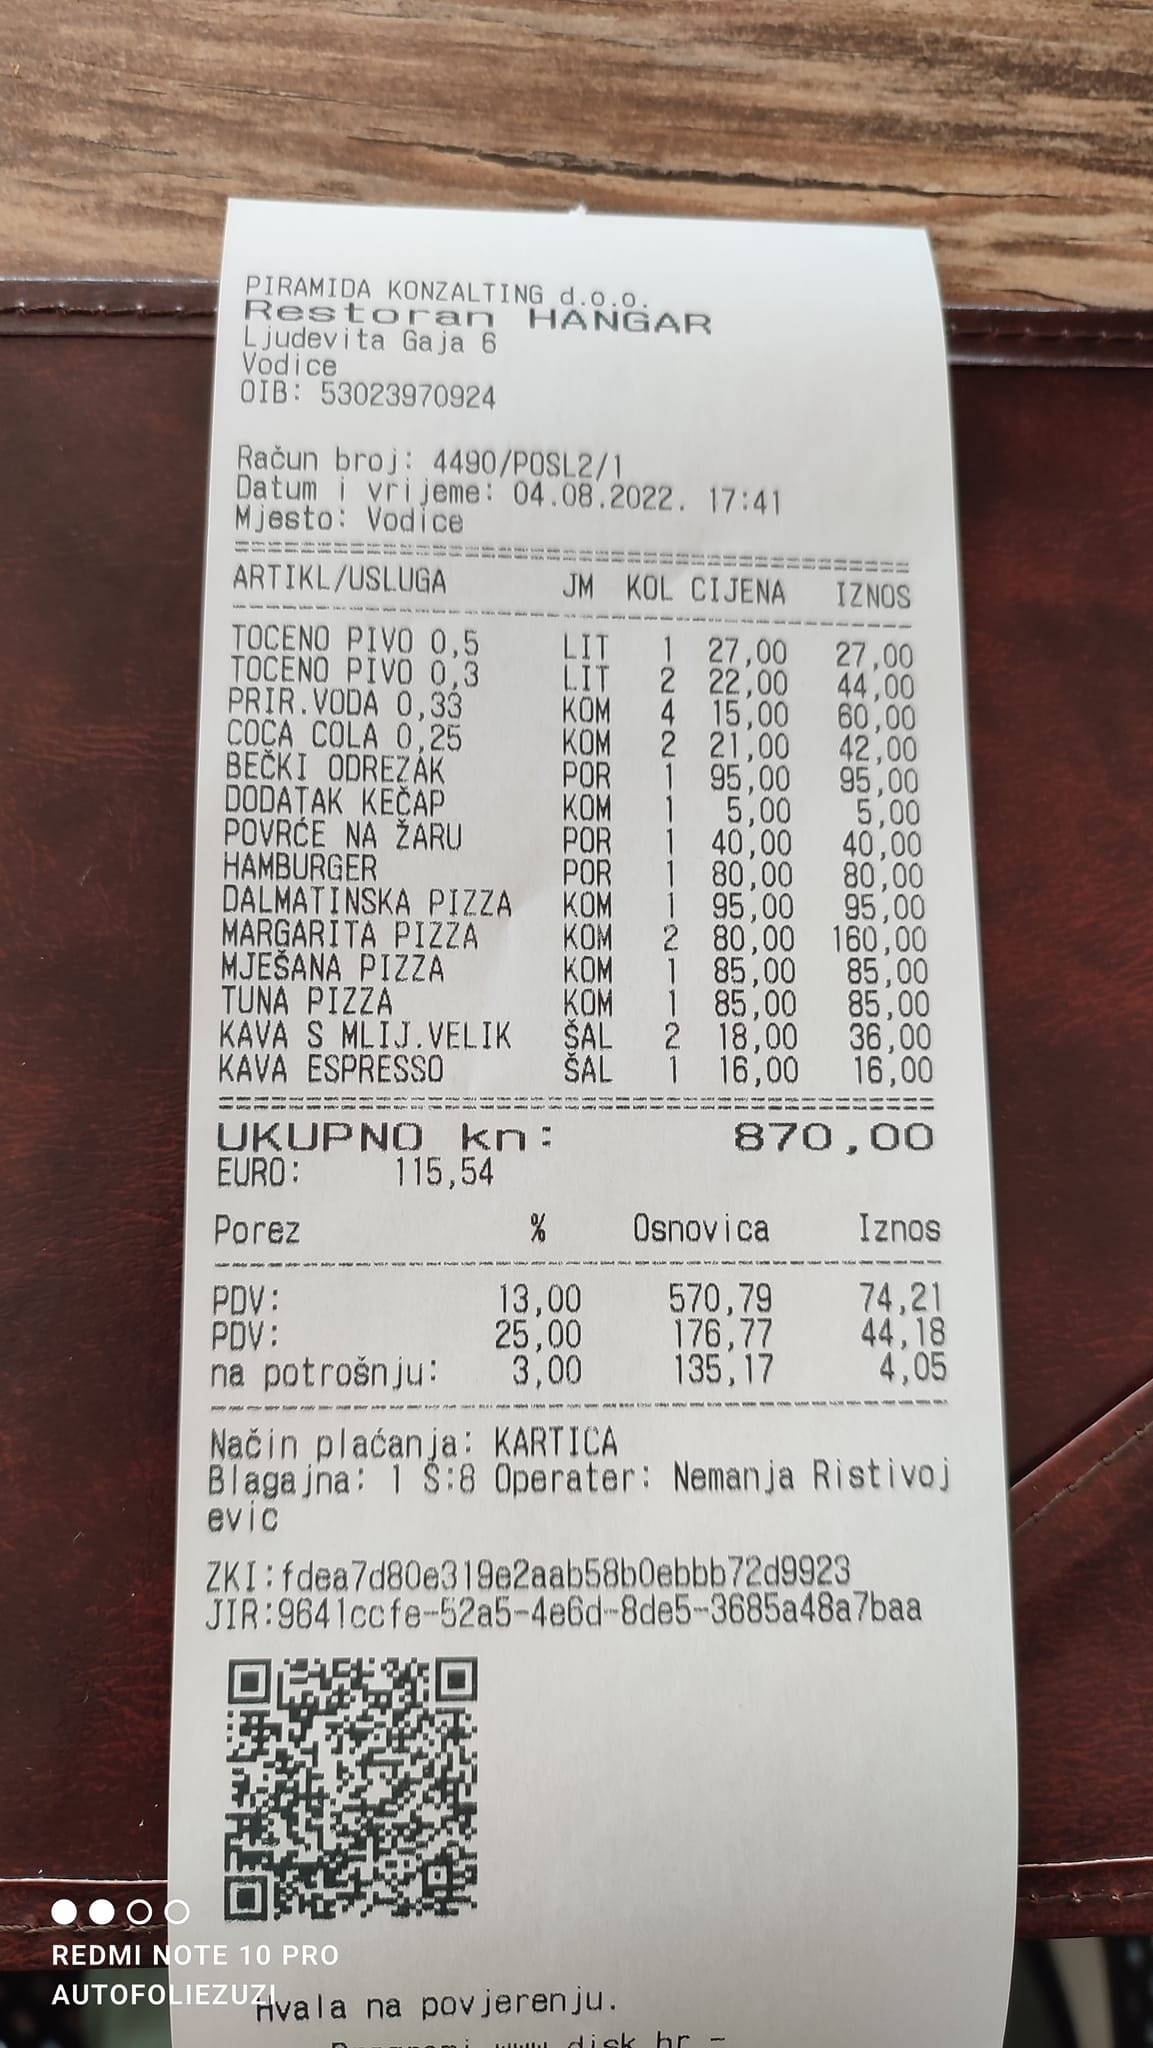 PIRAMIDA KONZALTING d.o.o.
Restoran HANGAR
Ljudevita Gaja 6
Vodice
OIB: 53023970924
Račun broj: 4490/POSL2/1
Datum i vrijeme: 04.08.2022. 17:41
Mjesto: Vodice
ARTIKL/USLUGA JM KOL CIJENA IZNOS
TOCENO PIVO 0,5 LIT 1 27,00 27,00
TOCENO PIVO 0,3 LIT 2 22,00 44,00
PRIR.VODA 0,33 KOM 4 15,00 60,00
COCA COLA 0,25 KOM 2 21,00 42,00
BEČKI ODREZAK POR 1 95,00 95,00
DODATAK KEČAP KOM 1 5,00 5,00
POVRĆE NA ŽARU POR 1 40,00 40,00
HAMBURGER POR 1 80,00 80,00
DALMATINSKA PIZZA KOM 1 95,00 95,00
MARGARITA PIZZA KOM 2 80,00 160,00
MJEŠANA PIZZA KOM 1 85,00 85,00
TUNA PIZZA KOM 1 85,00 85,00
KAVA S MLIJ.VELIK ŠAL 2 18,00 36,00
KAVA ESPRESSO ŠAL 1 16,00 16,00
UKUPNO kn: 870,00
EURO: 115,54
Porez % Osnovica Iznos
PDV: 13,00 570,79 74,21
PDV: 25,00 176,77 44,18
na potrošnju: 3,00 135,17 4,05
Način plaćanja: KARTICA
Blagajna: 1 S:8 Operater: Nemanja Ristivoj
evic
ZKI:fdea7d80e319e2aab58b0ebbb72d9923
JIR:9641ccfe-52a5-4e6d-8de5-3685a48a7baa
REDMI NOTE 10 PRO
AUTOFOLIEZUZI
Hvala na povjerenju.
disk.hr -